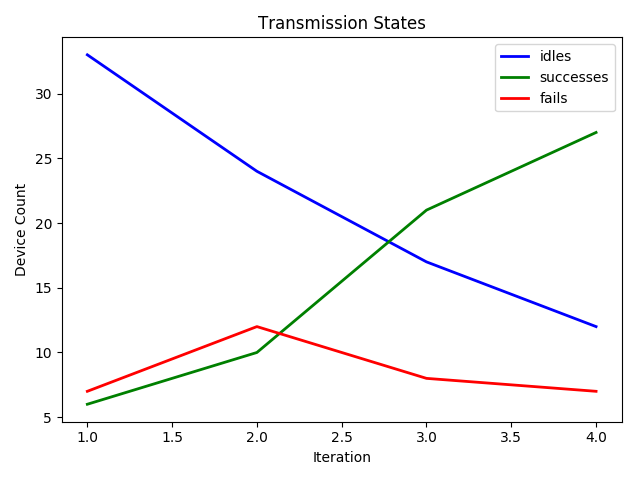 Transmission States
idles
successes
fails
30
25
20
15
10
5
Device Count
1.0 1.5 2.0 2.5 3.0 3.5 4.0
Iteration